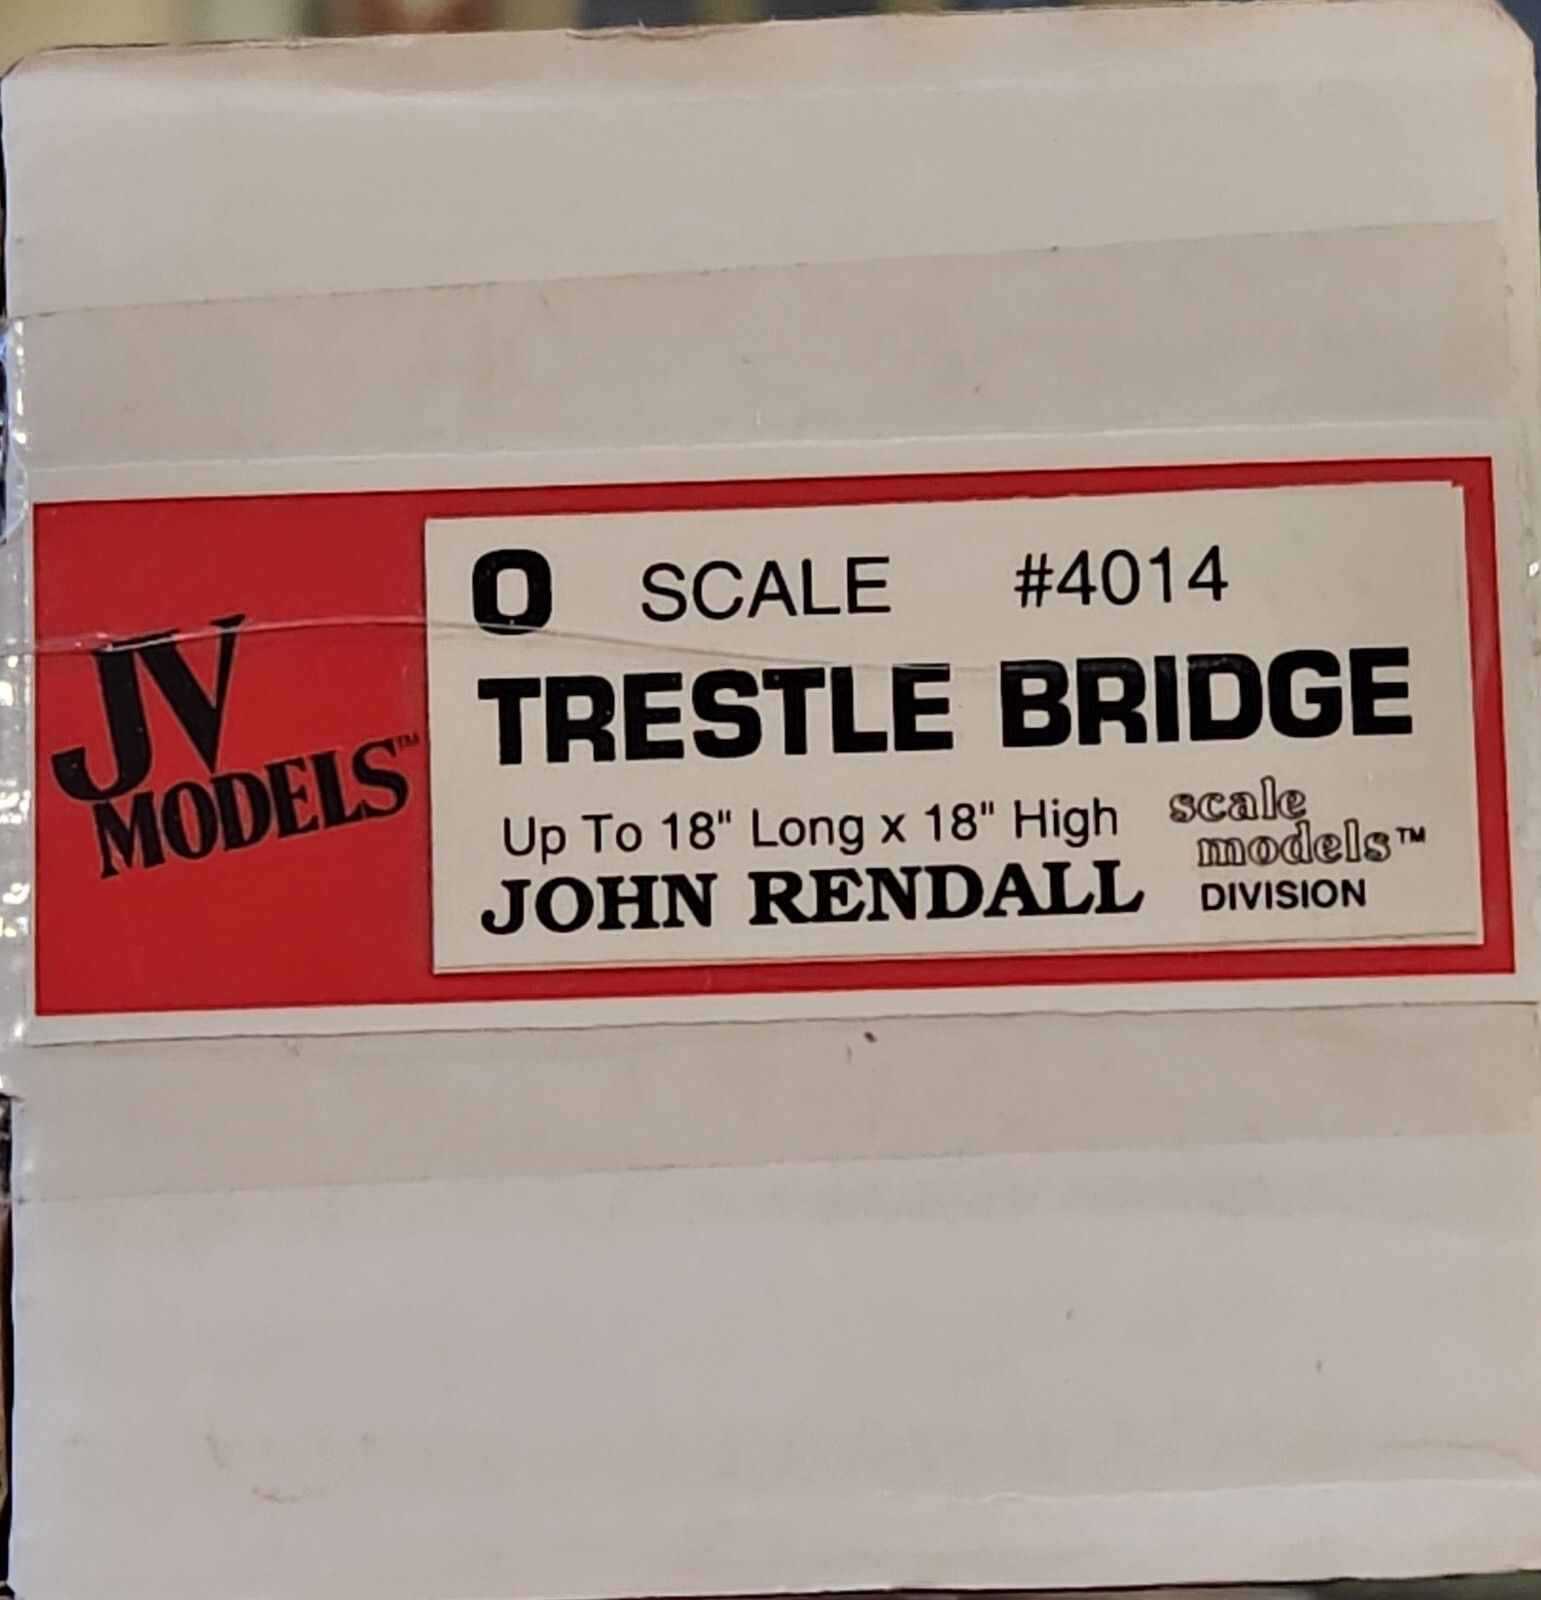 JV
MODELS™
O SCALE #4014
TRESTLE BRIDGE
Up To 18" Long x 18" High
JOHN RENDALL
scale
models™
DIVISION